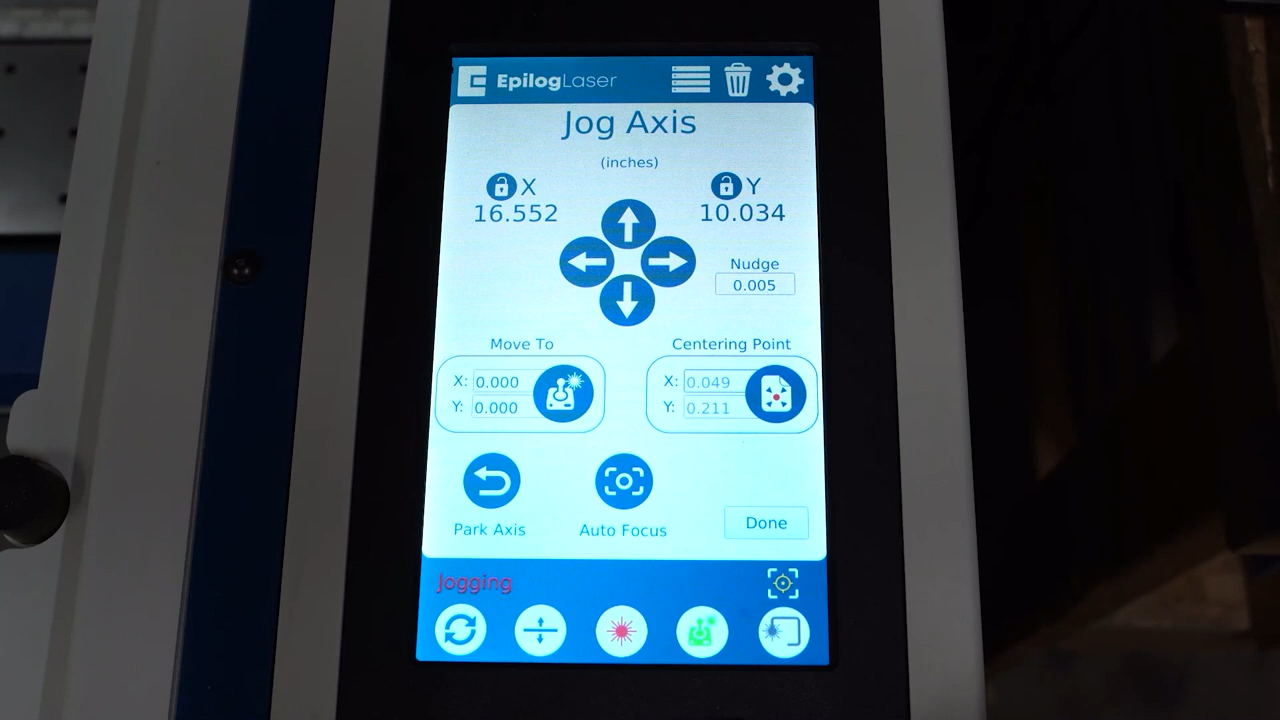 EpilogLaser
Jog Axis
(inches)
X
Y
16.552
10.034
Nudge
0.005
Move To
Centering Point
X: 0.000
X: 0.049
Y: 0.000
Y: 0.211
Park Axis
Auto Focus
Done
Jogging